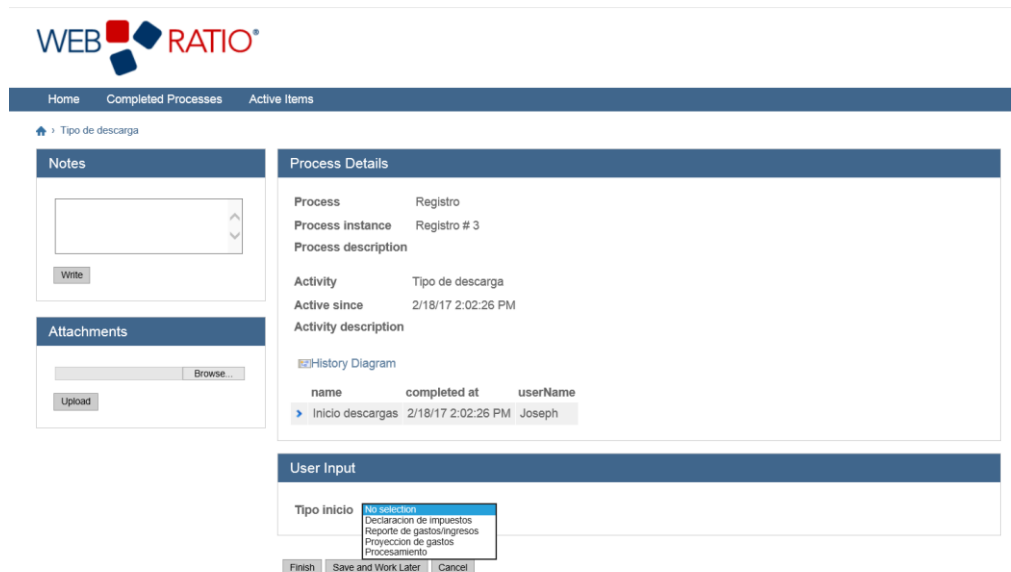 WEB RATIO®
Home Completed Processes Active Items
› Tipo de descarga
Notes
Write
Attachments
Browse...
Upload
Process Details
Process Registro
Process instance Registro # 3
Process description
Activity Tipo de descarga
Active since 2/18/17 2:02:26 PM
Activity description
History Diagram
name completed at userName
Inicio descargas 2/18/17 2:02:26 PM Joseph
User Input
Tipo inicio No selection
Declaracion de impuestos
Reporte de gastos/ingresos
Proyeccion de gastos
Procesamiento
Finish Save and Work Later Cancel